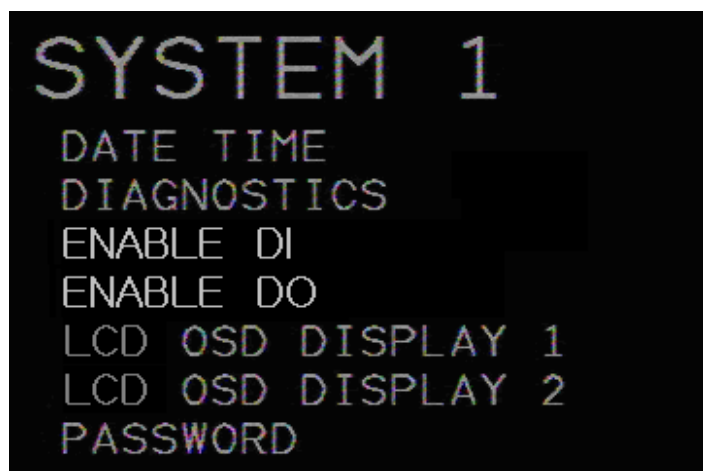 SYSTEM 1
DATE TIME
DIAGNOSTICS
ENABLE DI
ENABLE DO
LCD OSD DISPLAY 1
LCD OSD DISPLAY 2
PASSWORD